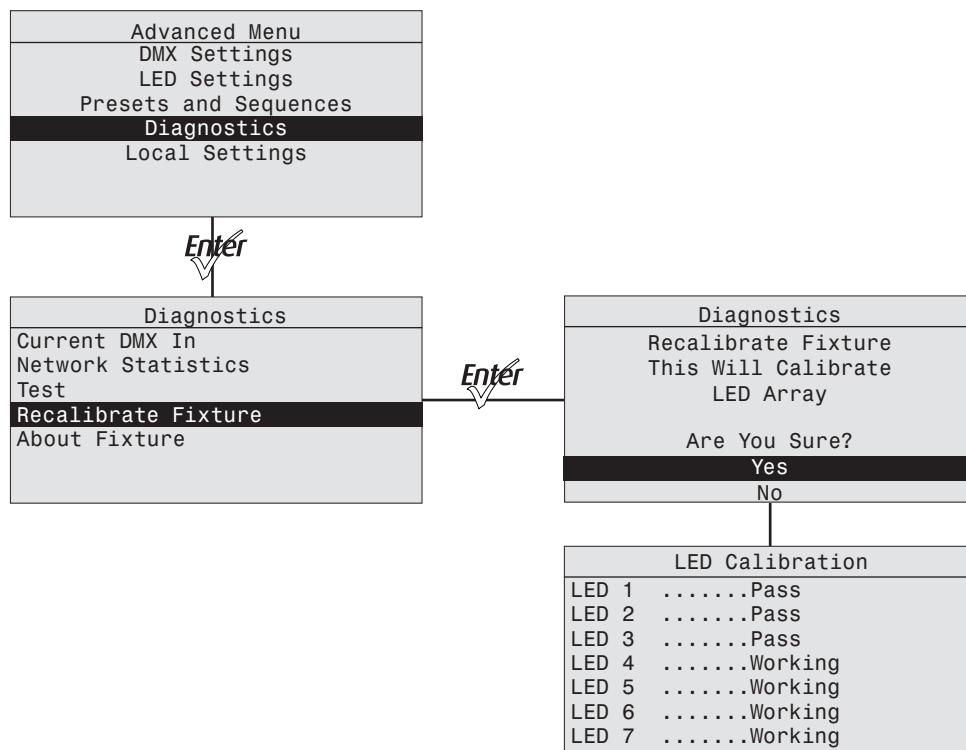 Advanced Menu
DMX Settings
LED Settings
Presets and Sequences
Diagnostics
Local Settings
Enter
Diagnostics
Current DMX In
Network Statistics
Test
Recalibrate Fixture
About Fixture
Enter
Diagnostics
Recalibrate Fixture
This Will Calibrate
LED Array
Are You Sure?
Yes
No
LED Calibration
LED 1 .......Pass
LED 2 .......Pass
LED 3 .......Pass
LED 4 .......Working
LED 5 .......Working
LED 6 .......Working
LED 7 .......Working